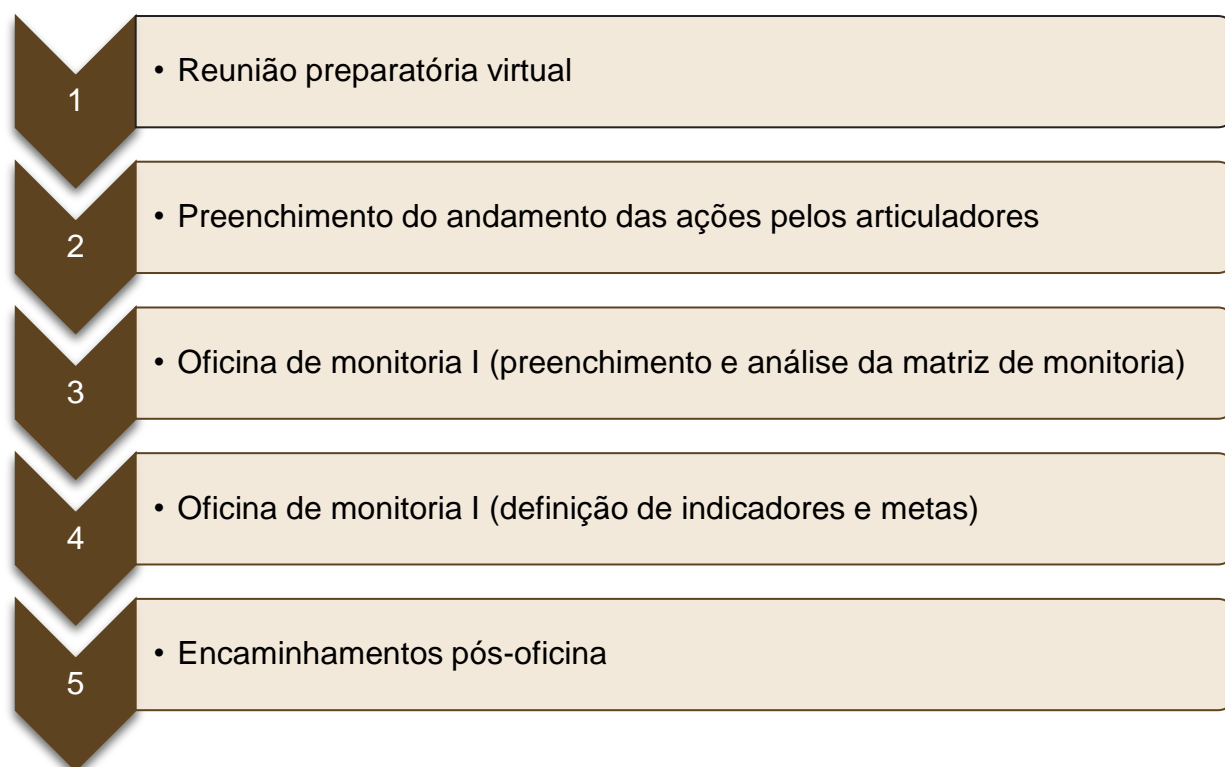 1
• Reunião preparatória virtual
2
• Preenchimento do andamento das ações pelos articuladores
3
• Oficina de monitoria I (preenchimento e análise da matriz de monitoria)
4
• Oficina de monitoria I (definição de indicadores e metas)
5
• Encaminhamentos pós-oficina